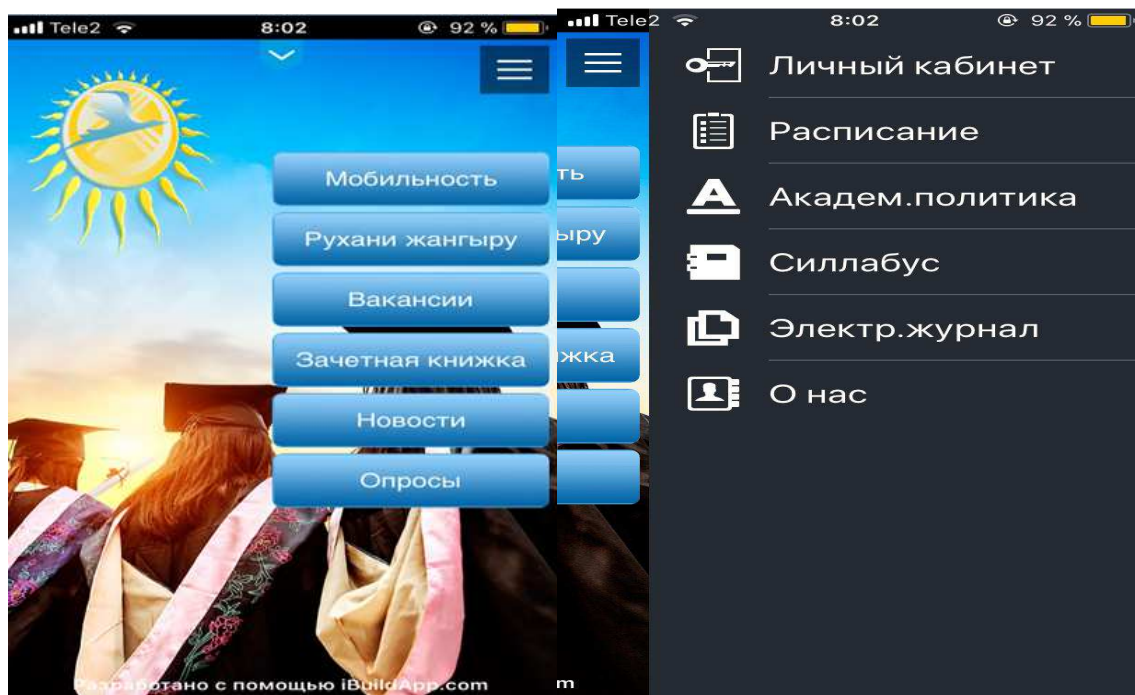 Tele2 8:02 92 %
Мобильность
Рухани жангыру
Вакансии
Зачетная книжка
Новости
Опросы
Разработано с помощью iBuildApp.com
Tele2 8:02 92 %
ть
ыру
жка
m
Личный кабинет
Расписание
Академ.политика
Силлабус
Электр.журнал
О нас